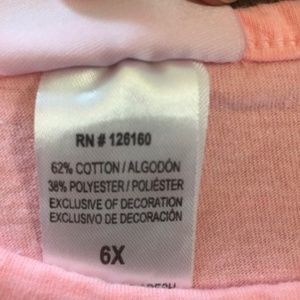 RN # 126160
62% COTTON / ALGODÓN
38% POLYESTER / POLIÉSTER
EXCLUSIVE OF DECORATION
EXCLUSIVO DE DECORACIÓN
6X